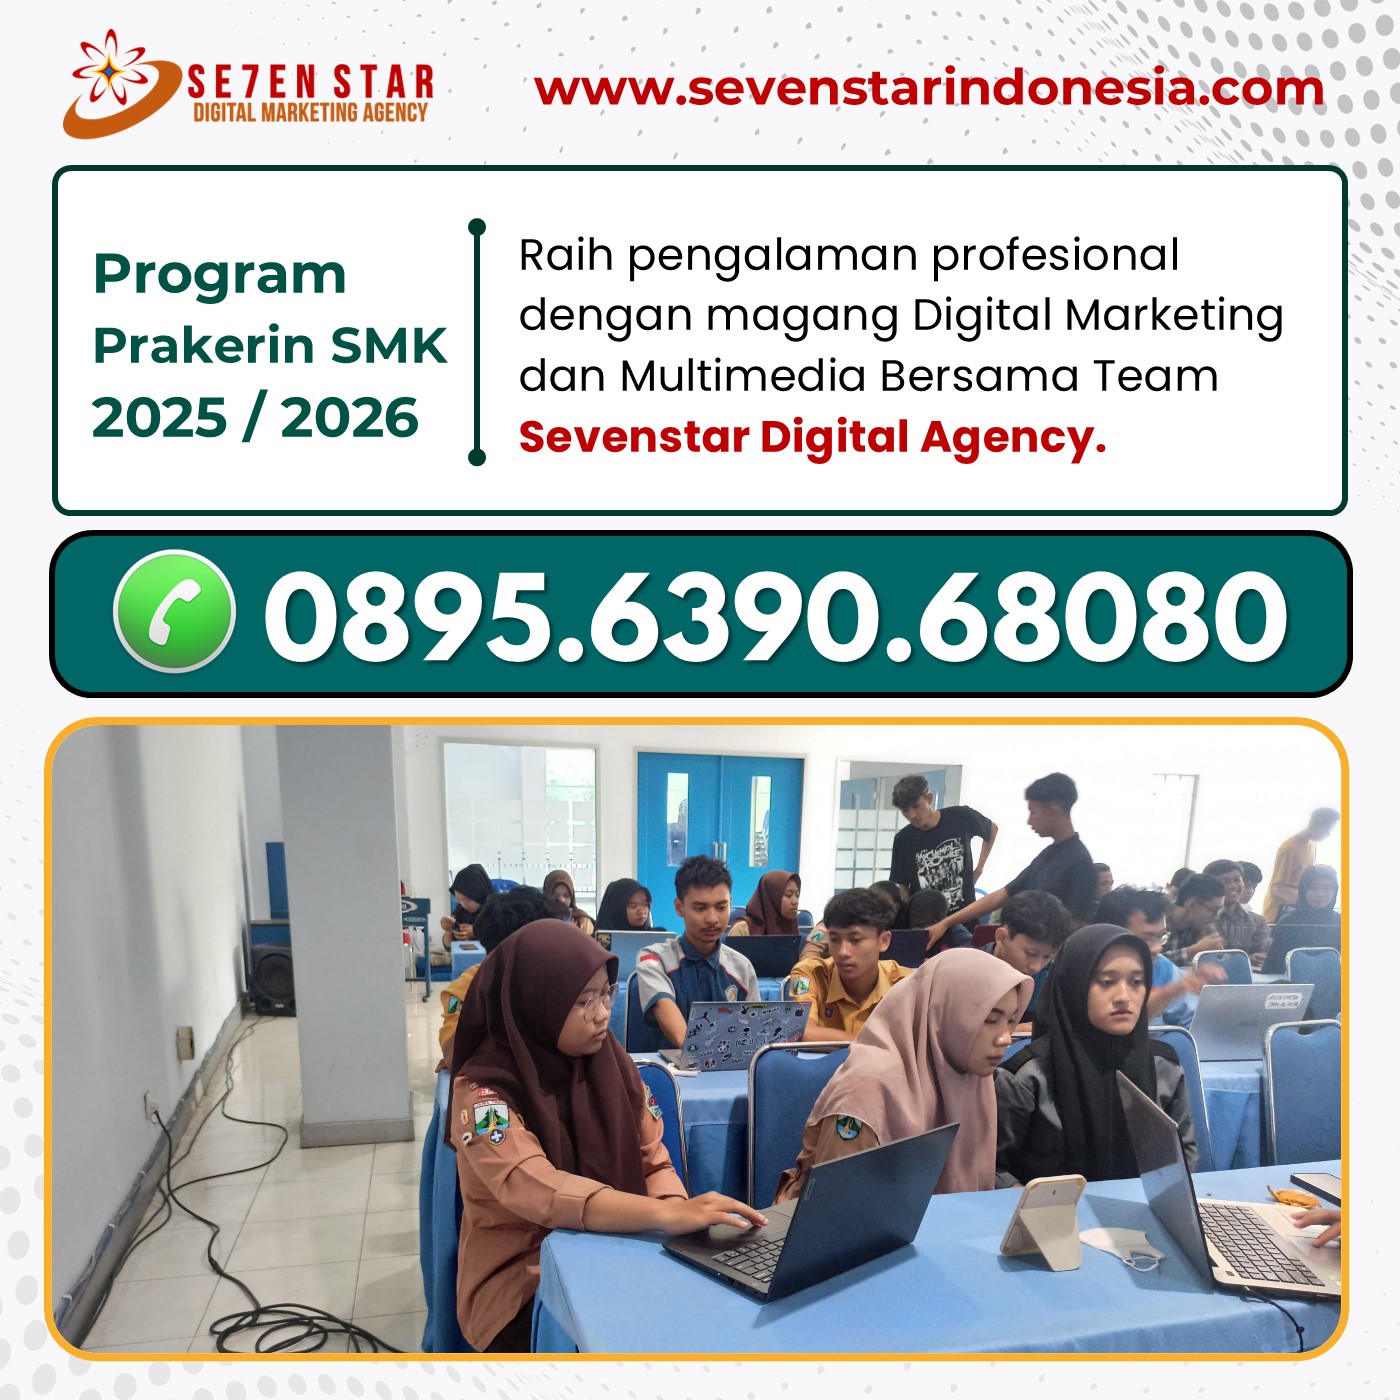 SE7EN STAR
DIGITAL MARKETING AGENCY
www.sevenstarindonesia.com
Program
Prakerin SMK
2025 / 2026
Raih pengalaman profesional
dengan magang Digital Marketing
dan Multimedia Bersama Team
Sevenstar Digital Agency.
0895.6390.68080